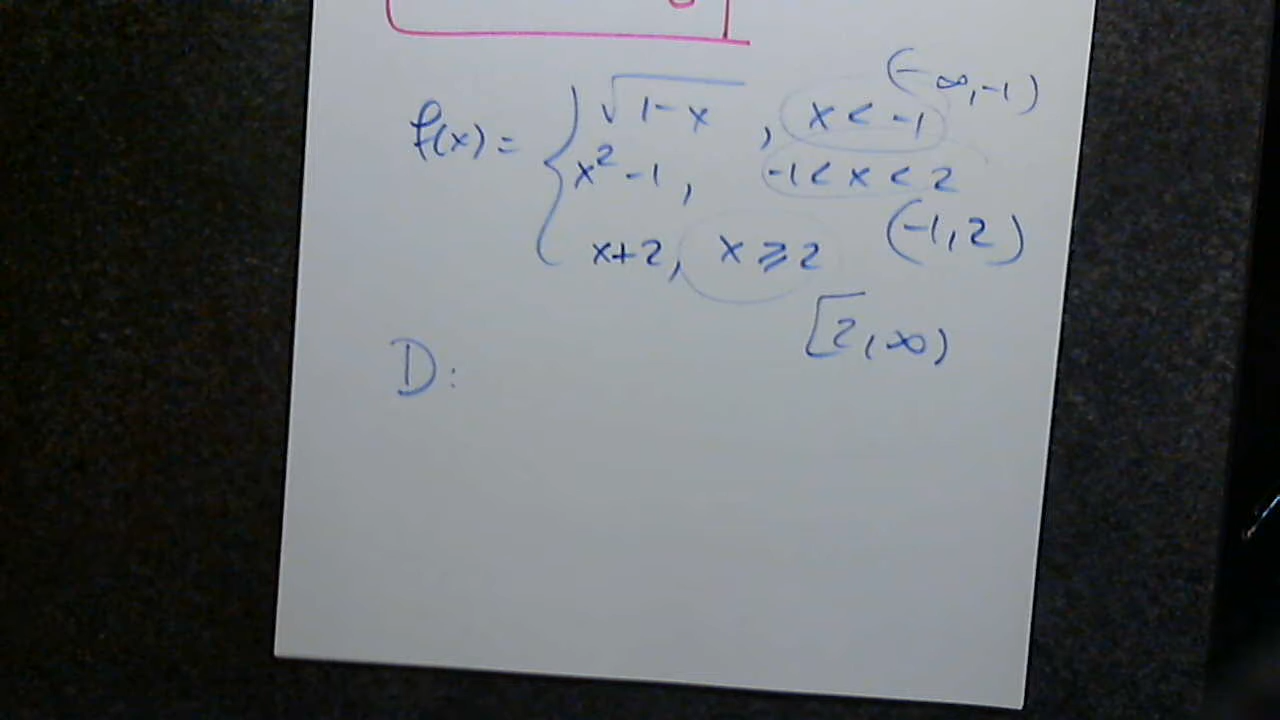 (-∞,-1)
f(x) = { √(1-x) , x < -1
x² -1 , -1 < x < 2
x+2, x ⩾ 2 (-1,2)
[2,∞)
D: